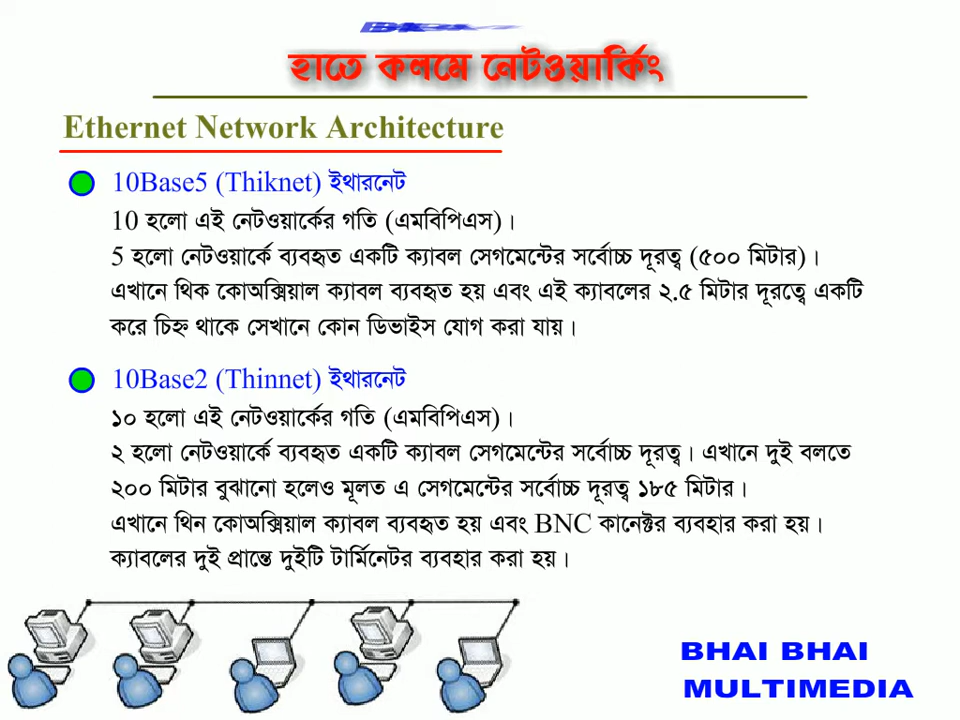 হাতে কলমে নেটওয়ার্কিং
Ethernet Network Architecture
10Base5 (Thiknet) ইথারনেট
10 হলো এই নেটওয়ার্কের গতি (এমবিপিএস)।
5 হলো নেটওয়ার্কে ব্যবহৃত একটি ক্যাবল সেগমেন্টের সর্বোচ্চ দূরত্ব (৫০০ মিটার)।
এখানে থিক কোঅক্সিয়াল ক্যাবল ব্যবহৃত হয় এবং এই ক্যাবলের ২.৫ মিটার দূরত্বে একটি
করে চিহ্ন থাকে সেখানে কোন ডিভাইস যোগ করা যায়।
10Base2 (Thinnet) ইথারনেট
১০ হলো এই নেটওয়ার্কের গতি (এমবিপিএস)।
২ হলো নেটওয়ার্কে ব্যবহৃত একটি ক্যাবল সেগমেন্টের সর্বোচ্চ দূরত্ব। এখানে দুই বলতে
২০০ মিটার বুঝানো হলেও মূলত এ সেগমেন্টের সর্বোচ্চ দূরত্ব ১৮৫ মিটার।
এখানে থিন কোঅক্সিয়াল ক্যাবল ব্যবহৃত হয় এবং BNC কানেক্টর ব্যবহার করা হয়।
ক্যাবলের দুই প্রান্তে দুইটি টার্মিনেটর ব্যবহার করা হয়।
BHAI BHAI
MULTIMEDIA